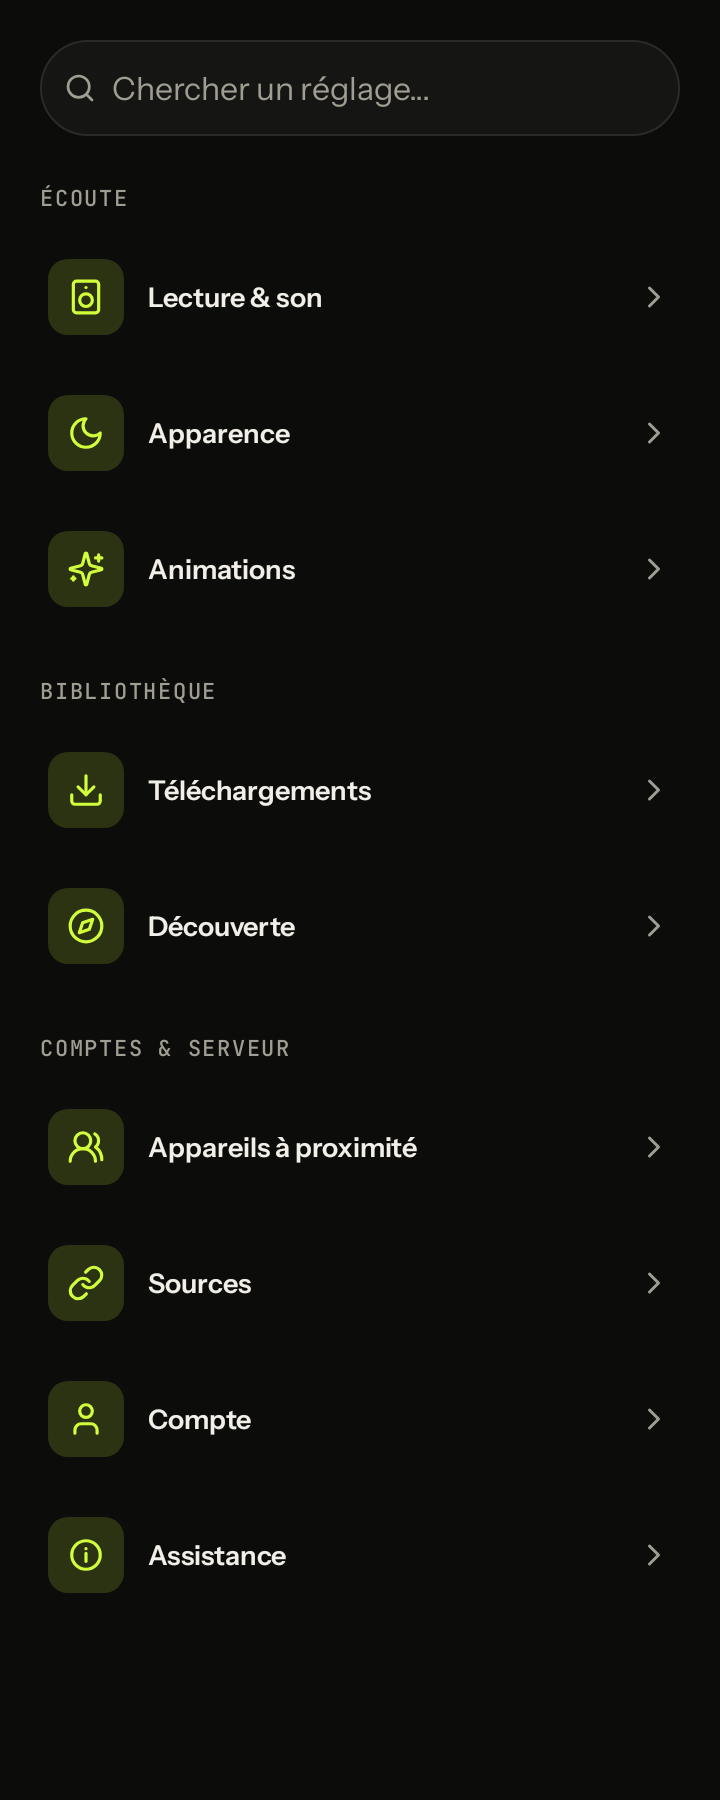 Chercher un réglage...
ÉCOUTE
Lecture & son
Apparence
Animations
BIBLIOTHÈQUE
Téléchargements
Découverte
COMPTES & SERVEUR
Appareils à proximité
Sources
Compte
Assistance